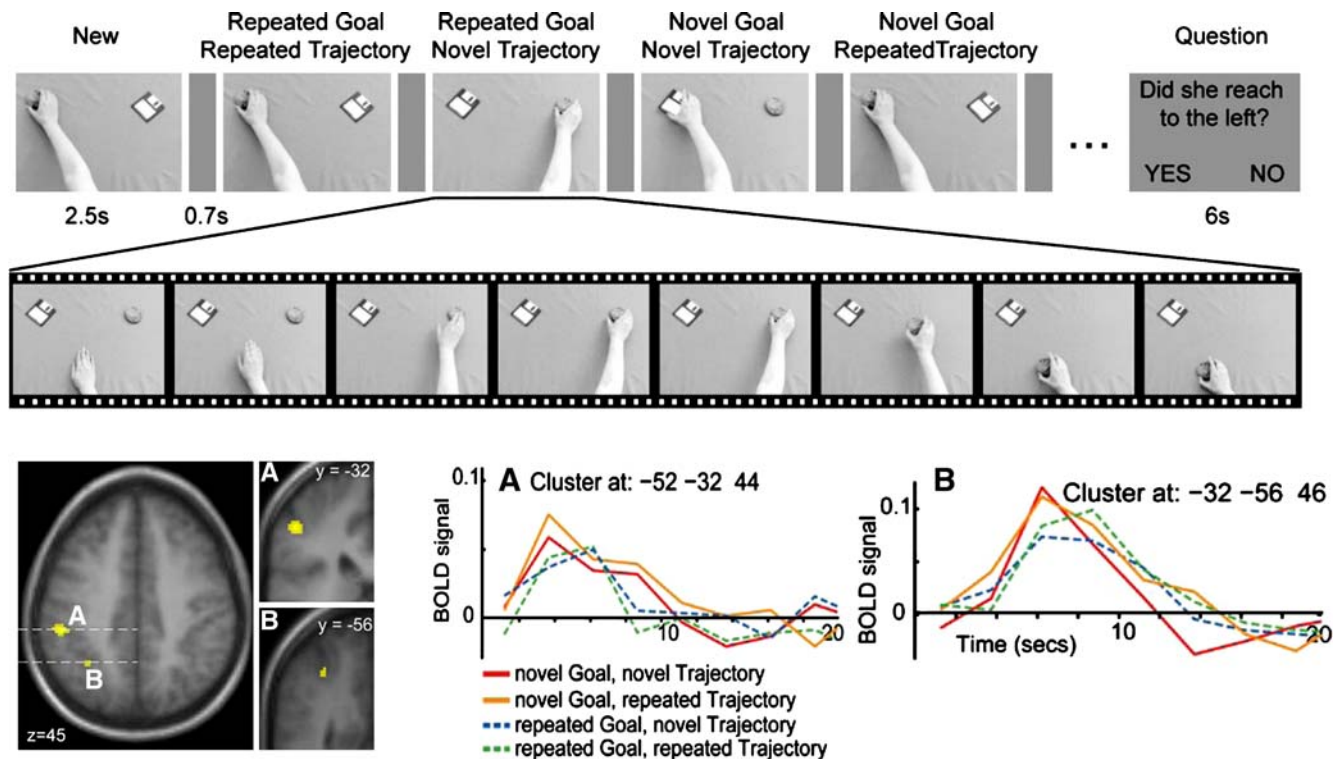 New
Repeated Goal
Repeated Trajectory
Repeated Goal
Novel Trajectory
Novel Goal
Novel Trajectory
Novel Goal
RepeatedTrajectory
Question
Did she reach
to the left?
YES NO
2.5s
0.7s
6s
A
B
z=45
A
y = -32
B
y = -56
0.1
A Cluster at: −52 −32 44
BOLD signal
0
10
20
novel Goal, novel Trajectory
novel Goal, repeated Trajectory
repeated Goal, novel Trajectory
repeated Goal, repeated Trajectory
B
Cluster at: −32 −56 46
0.1
BOLD signal
0
Time (secs)
10
20